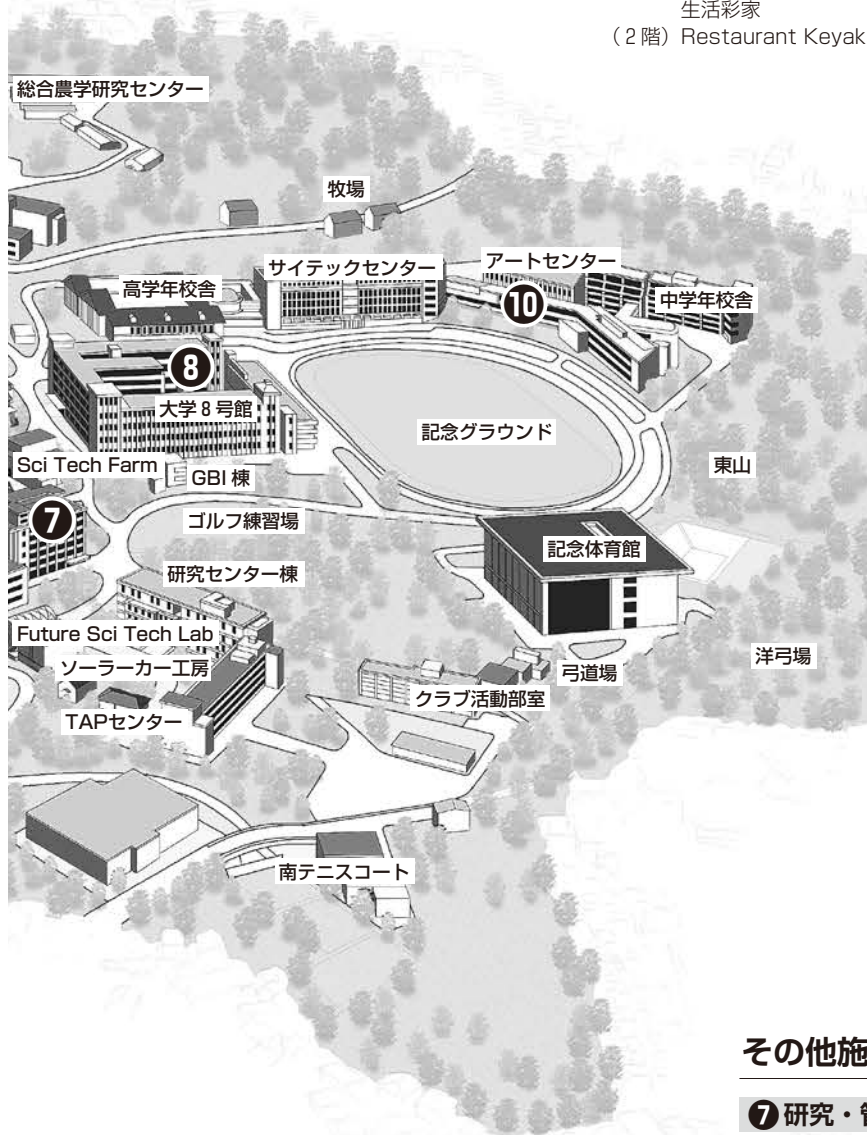 生活彩家
（２階）Restaurant Keyak
総合農学研究センター
牧場
サイテックセンター
アートセンター
高学年校舎
中学年校舎
10
8
大学８号館
記念グラウンド
Sci Tech Farm
GBI 棟
東山
7
ゴルフ練習場
記念体育館
研究センター棟
Future Sci Tech Lab
ソーラーカー工房
弓道場
洋弓場
クラブ活動部室
TAPセンター
南テニスコート
その他施
7 研究・管